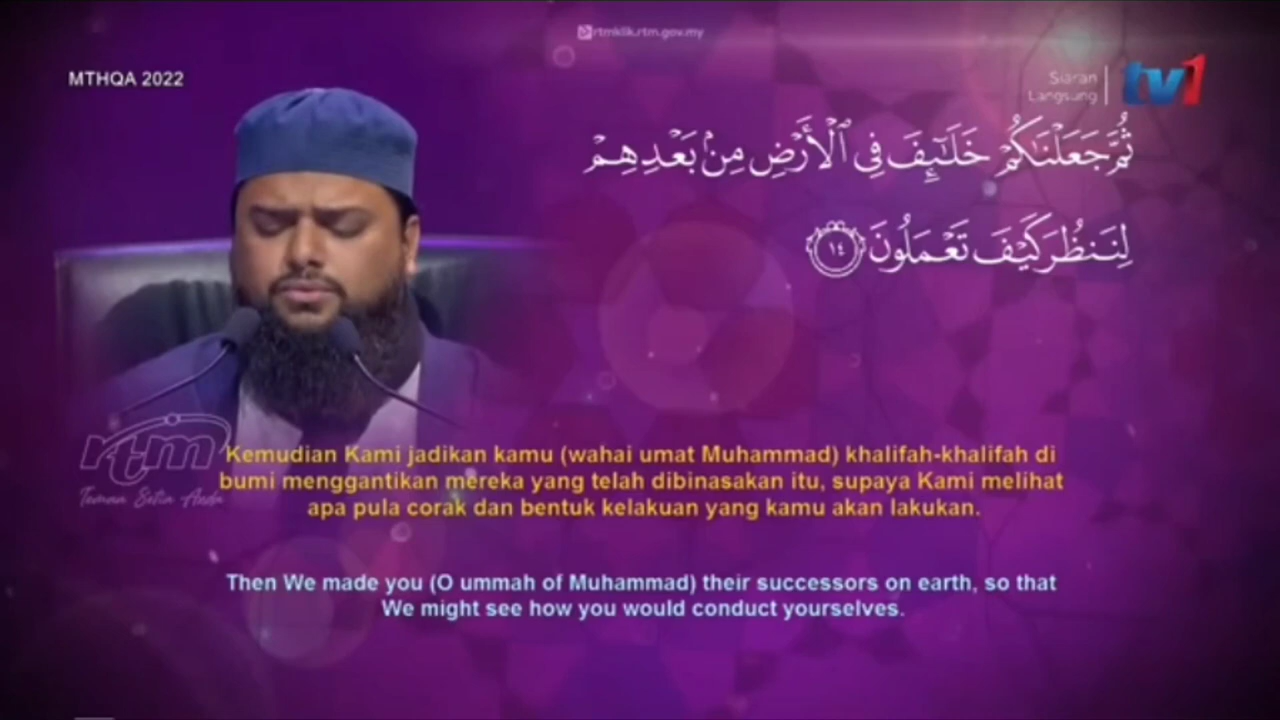 rtmklik.rtm.gov.my
MTHQA 2022
Siaran
Langsung
tv1
ثُمَّ جَعَلْنَـٰكُمْ خَلَـٰٓئِفَ فِى ٱلْأَرْضِ مِنۢ بَعْدِهِمْ
لِنَنظُرَ كَيْفَ تَعْمَلُونَ ١٤
rtm
Teman Setia Anda
Kemudian Kami jadikan kamu (wahai umat Muhammad) khalifah-khalifah di
bumi menggantikan mereka yang telah dibinasakan itu, supaya Kami melihat
apa pula corak dan bentuk kelakuan yang kamu akan lakukan.
Then We made you (O ummah of Muhammad) their successors on earth, so that
We might see how you would conduct yourselves.